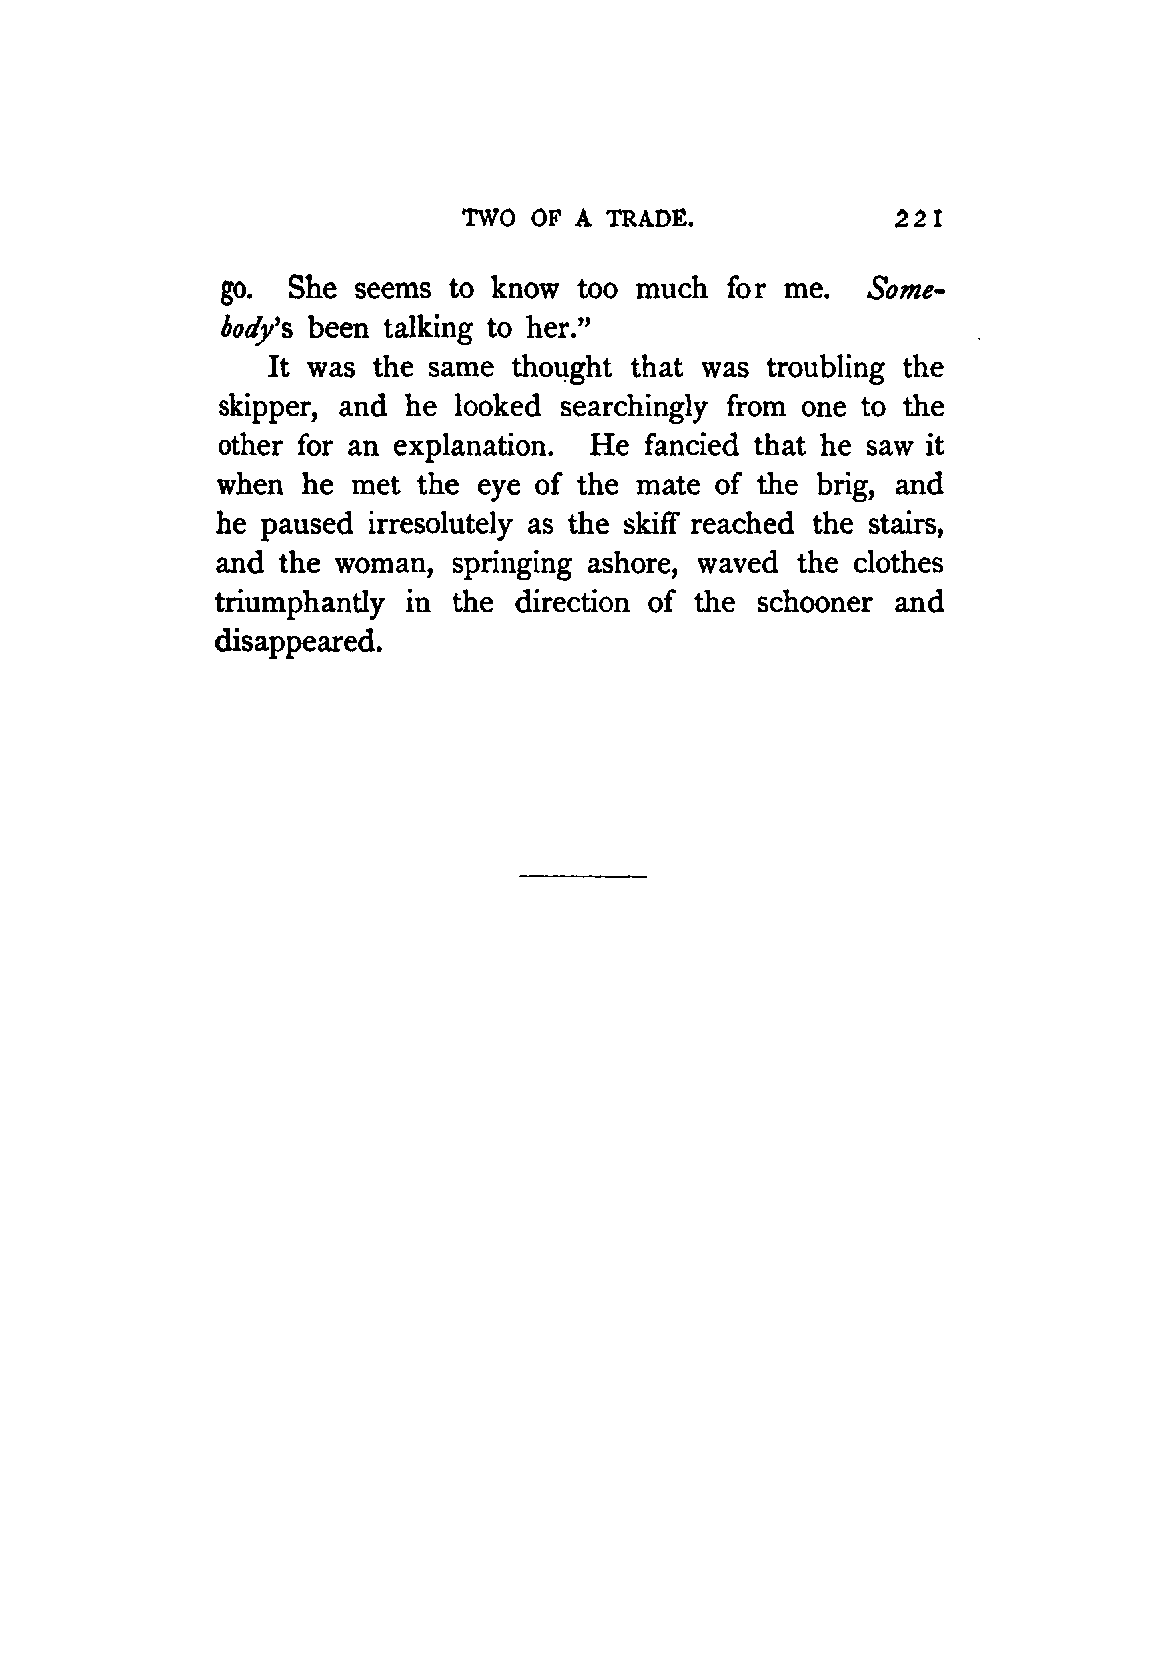 TWO OF A TRADE. 221
go. She seems to know too much for me. Some-
body's been talking to her."
It was the same thought that was troubling the
skipper, and he looked searchingly from one to the
other for an explanation. He fancied that he saw it
when he met the eye of the mate of the brig, and
he paused irresolutely as the skiff reached the stairs,
and the woman, springing ashore, waved the clothes
triumphantly in the direction of the schooner and
disappeared.